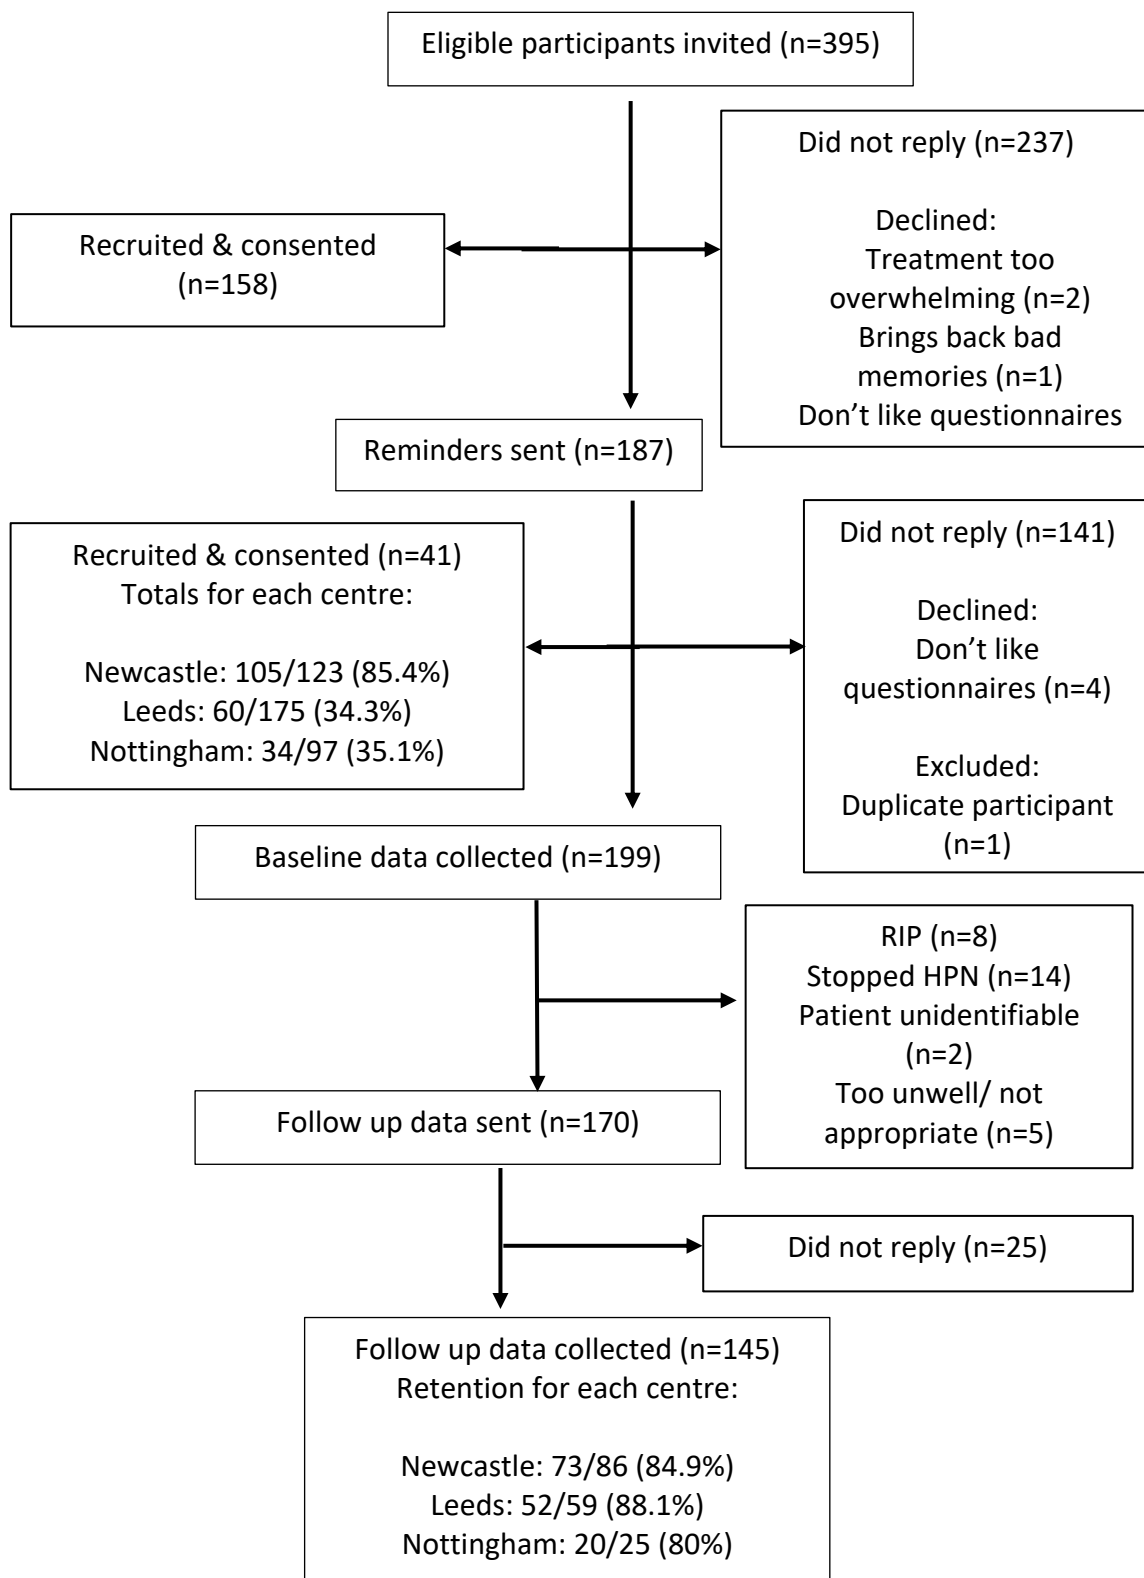 Eligible participants invited (n=395)
Did not reply (n=237)
Declined:
Treatment too
overwhelming (n=2)
Brings back bad
memories (n=1)
Don’t like questionnaires
Recruited & consented
(n=158)
Reminders sent (n=187)
Recruited & consented (n=41)
Totals for each centre:
Newcastle: 105/123 (85.4%)
Leeds: 60/175 (34.3%)
Nottingham: 34/97 (35.1%)
Did not reply (n=141)
Declined:
Don’t like
questionnaires (n=4)
Excluded:
Duplicate participant
(n=1)
Baseline data collected (n=199)
RIP (n=8)
Stopped HPN (n=14)
Patient unidentifiable
(n=2)
Too unwell/ not
appropriate (n=5)
Follow up data sent (n=170)
Did not reply (n=25)
Follow up data collected (n=145)
Retention for each centre:
Newcastle: 73/86 (84.9%)
Leeds: 52/59 (88.1%)
Nottingham: 20/25 (80%)